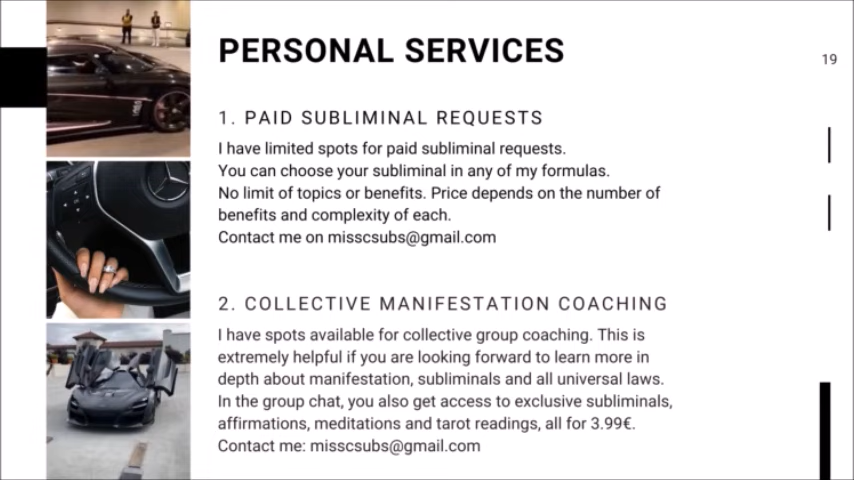 PERSONAL SERVICES
19
1. PAID SUBLIMINAL REQUESTS
I have limited spots for paid subliminal requests.
You can choose your subliminal in any of my formulas.
No limit of topics or benefits. Price depends on the number of
benefits and complexity of each.
Contact me on misscsubs@gmail.com
2. COLLECTIVE MANIFESTATION COACHING
I have spots available for collective group coaching. This is
extremely helpful if you are looking forward to learn more in
depth about manifestation, subliminals and all universal laws.
In the group chat, you also get access to exclusive subliminals,
affirmations, meditations and tarot readings, all for 3.99€.
Contact me: misscsubs@gmail.com